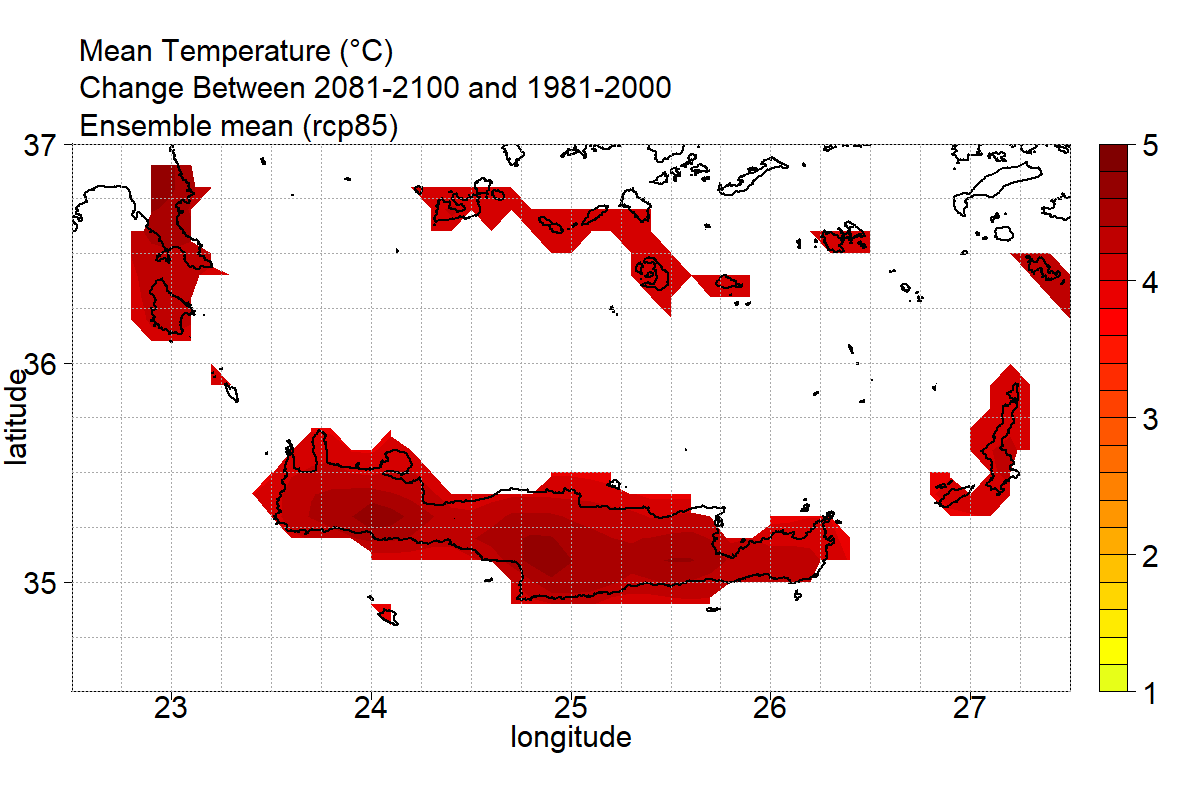 Mean Temperature (°C)
Change Between 2081-2100 and 1981-2000
Ensemble mean (rcp85)
37
36
35
latitude
23
24
25
26
27
longitude
5
4
3
2
1